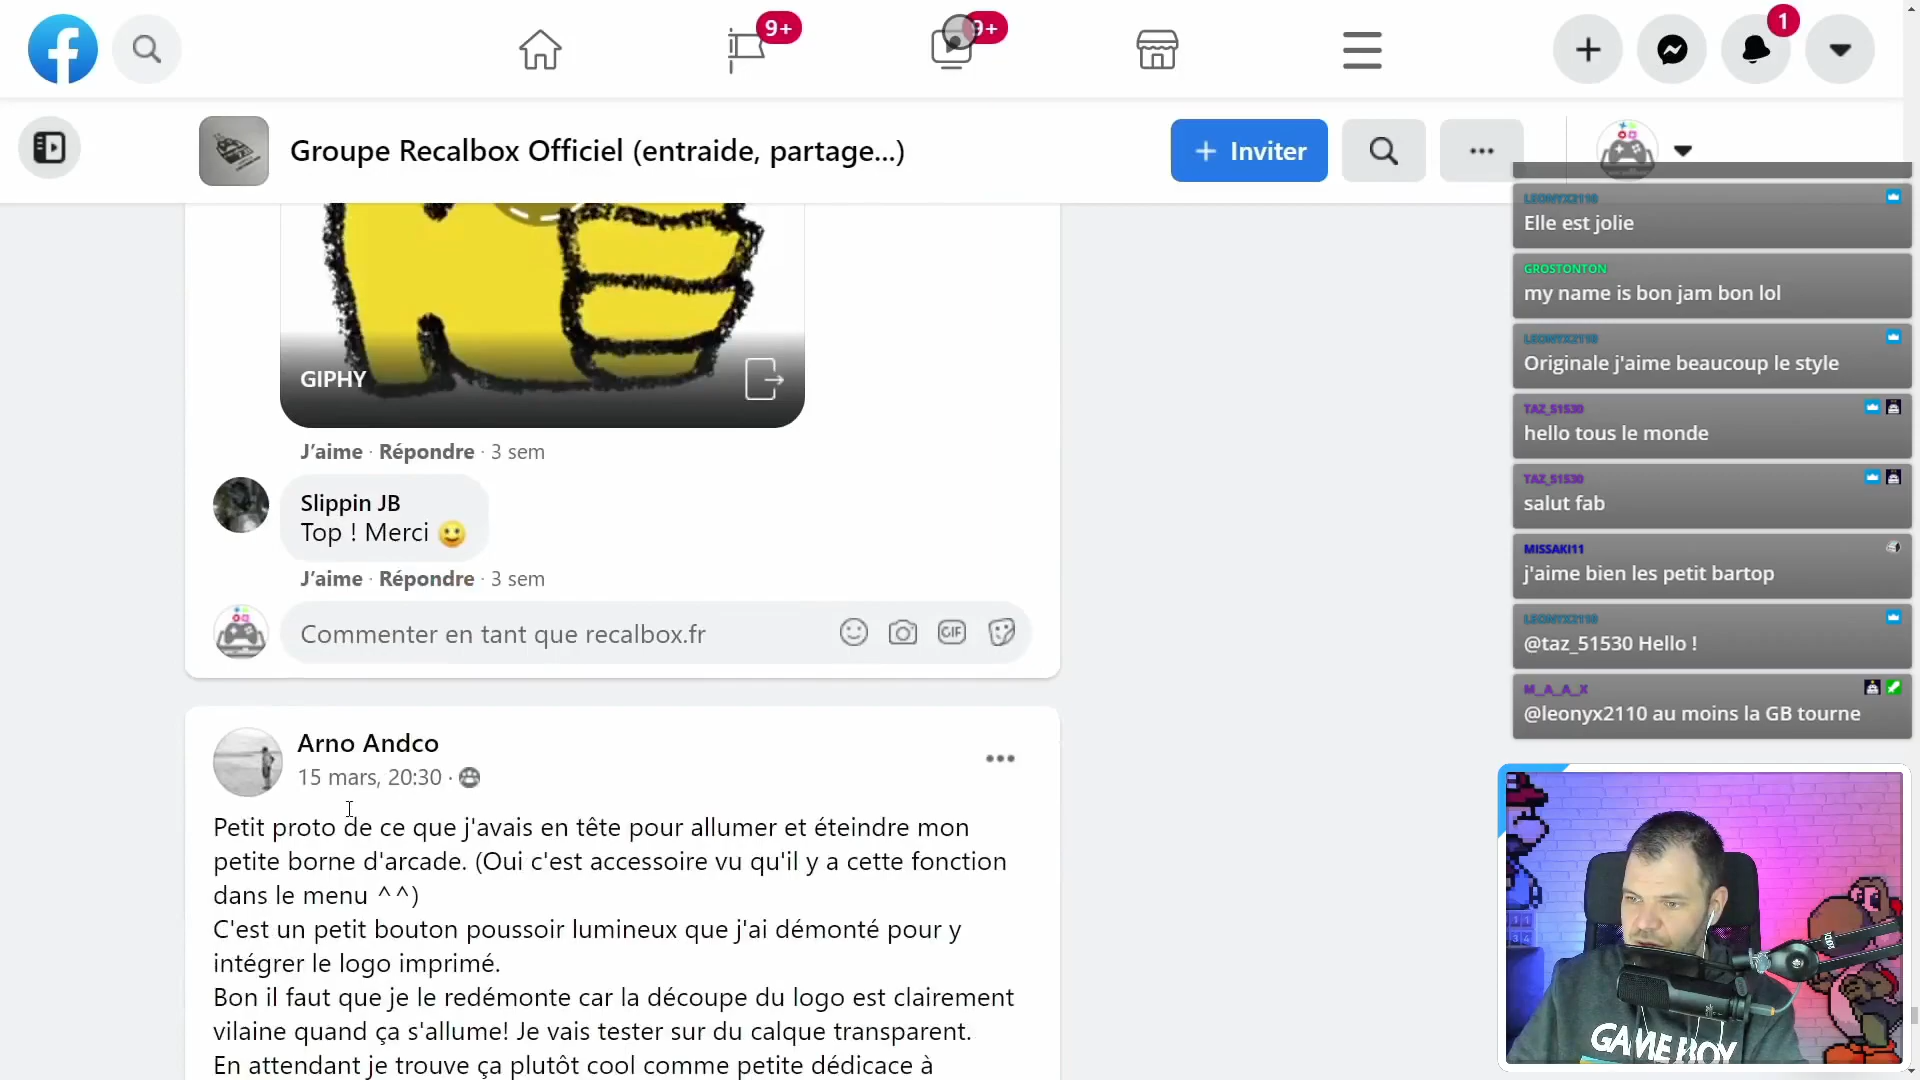 9+
9+
1
Groupe Recalbox Officiel (entraide, partage...)
+ Inviter
GIPHY
J'aime · Répondre · 3 sem
Slippin JB
Top ! Merci 🙂
J'aime · Répondre · 3 sem
Commenter en tant que recalbox.fr
GIF
Arno Andco
15 mars, 20:30 ·
Petit proto de ce que j'avais en tête pour allumer et éteindre mon
petite borne d'arcade. (Oui c'est accessoire vu qu'il y a cette fonction
dans le menu ^^)
C'est un petit bouton poussoir lumineux que j'ai démonté pour y
intégrer le logo imprimé.
Bon il faut que je le redémonte car la découpe du logo est clairement
vilaine quand ça s'allume! Je vais tester sur du calque transparent.
En attendant je trouve ça plutôt cool comme petite dédicace à
LEONYX2110
Elle est jolie
GROSTONTON
my name is bon jam bon lol
LEONYX2110
Originale j'aime beaucoup le style
TAZ_51530
hello tous le monde
TAZ_51530
salut fab
MISSAKI11
j'aime bien les petit bartop
LEONYX2110
@taz_51530 Hello !
M__A__A__X
@leonyx2110 au moins la GB tourne
GAME BOY